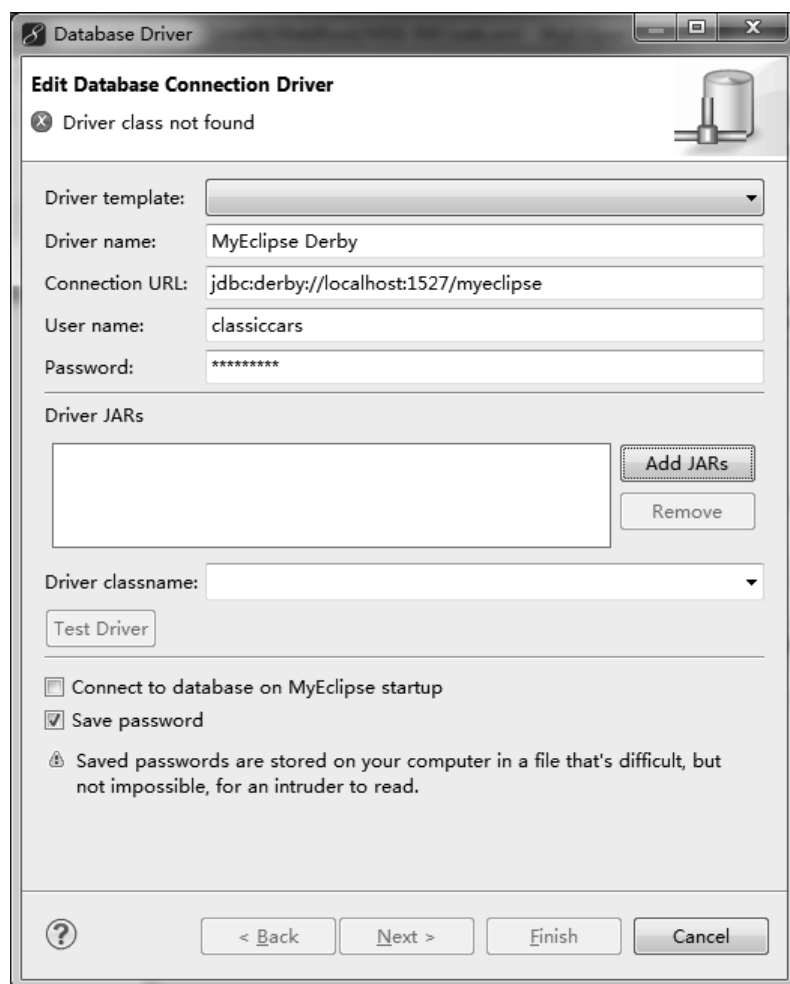 Database Driver
Edit Database Connection Driver
Driver class not found
Driver template:
Driver name: MyEclipse Derby
Connection URL: jdbc:derby://localhost:1527/myeclipse
User name: classiccars
Password: *********
Driver JARs
Add JARs
Remove
Driver classname:
Test Driver
Connect to database on MyEclipse startup
Save password
Saved passwords are stored on your computer in a file that's difficult, but
not impossible, for an intruder to read.
? < Back Next > Finish Cancel